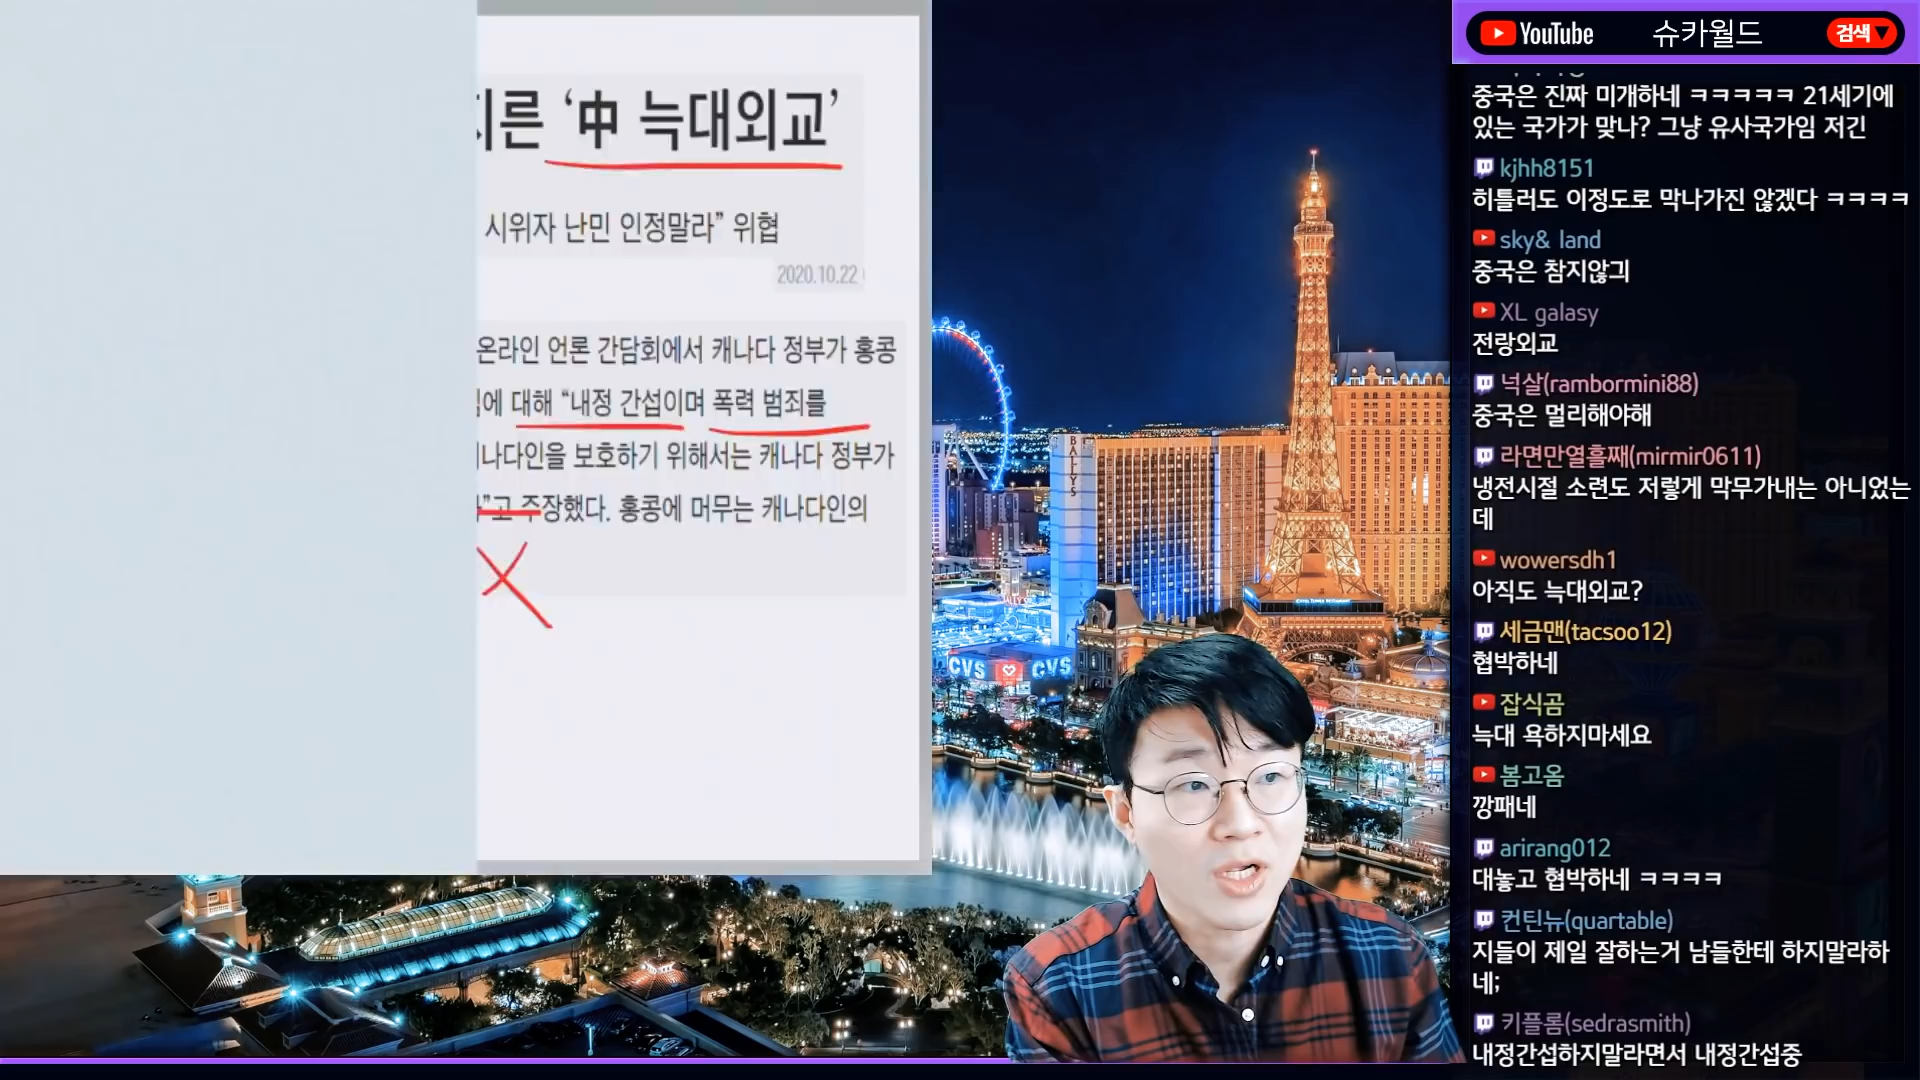 지른 ‘中 늑대외교’
시위자 난민 인정말라” 위협
2020.10.22
온라인 언론 간담회에서 캐나다 정부가 홍콩
에 대해 “내정 간섭이며 폭력 범죄를
나다인을 보호하기 위해서는 캐나다 정부가
”고 주장했다. 홍콩에 머무는 캐나다인의
BALLYS
CVS CVS
YouTube 슈카월드 검색▼
중국은 진짜 미개하네 ㅋㅋㅋㅋㅋ 21세기에
있는 국가가 맞나? 그냥 유사국가임 저긴
kjhh8151
히틀러도 이정도로 막나가진 않겠다 ㅋㅋㅋㅋ
sky& land
중국은 참지않긔
XL galasy
전랑외교
넉살(rambormini88)
중국은 멀리해야해
라면만열흘째(mirmir0611)
냉전시절 소련도 저렇게 막무가내는 아니었는
데
wowersdh1
아직도 늑대외교?
세금맨(tacsoo12)
협박하네
잡식곰
늑대 욕하지마세요
봄고옴
깡패네
arirang012
대놓고 협박하네 ㅋㅋㅋㅋ
컨틴뉴(quartable)
지들이 제일 잘하는거 남들한테 하지말라하
네;
키플롬(sedrasmith)
내정간섭하지말라면서 내정간섭중